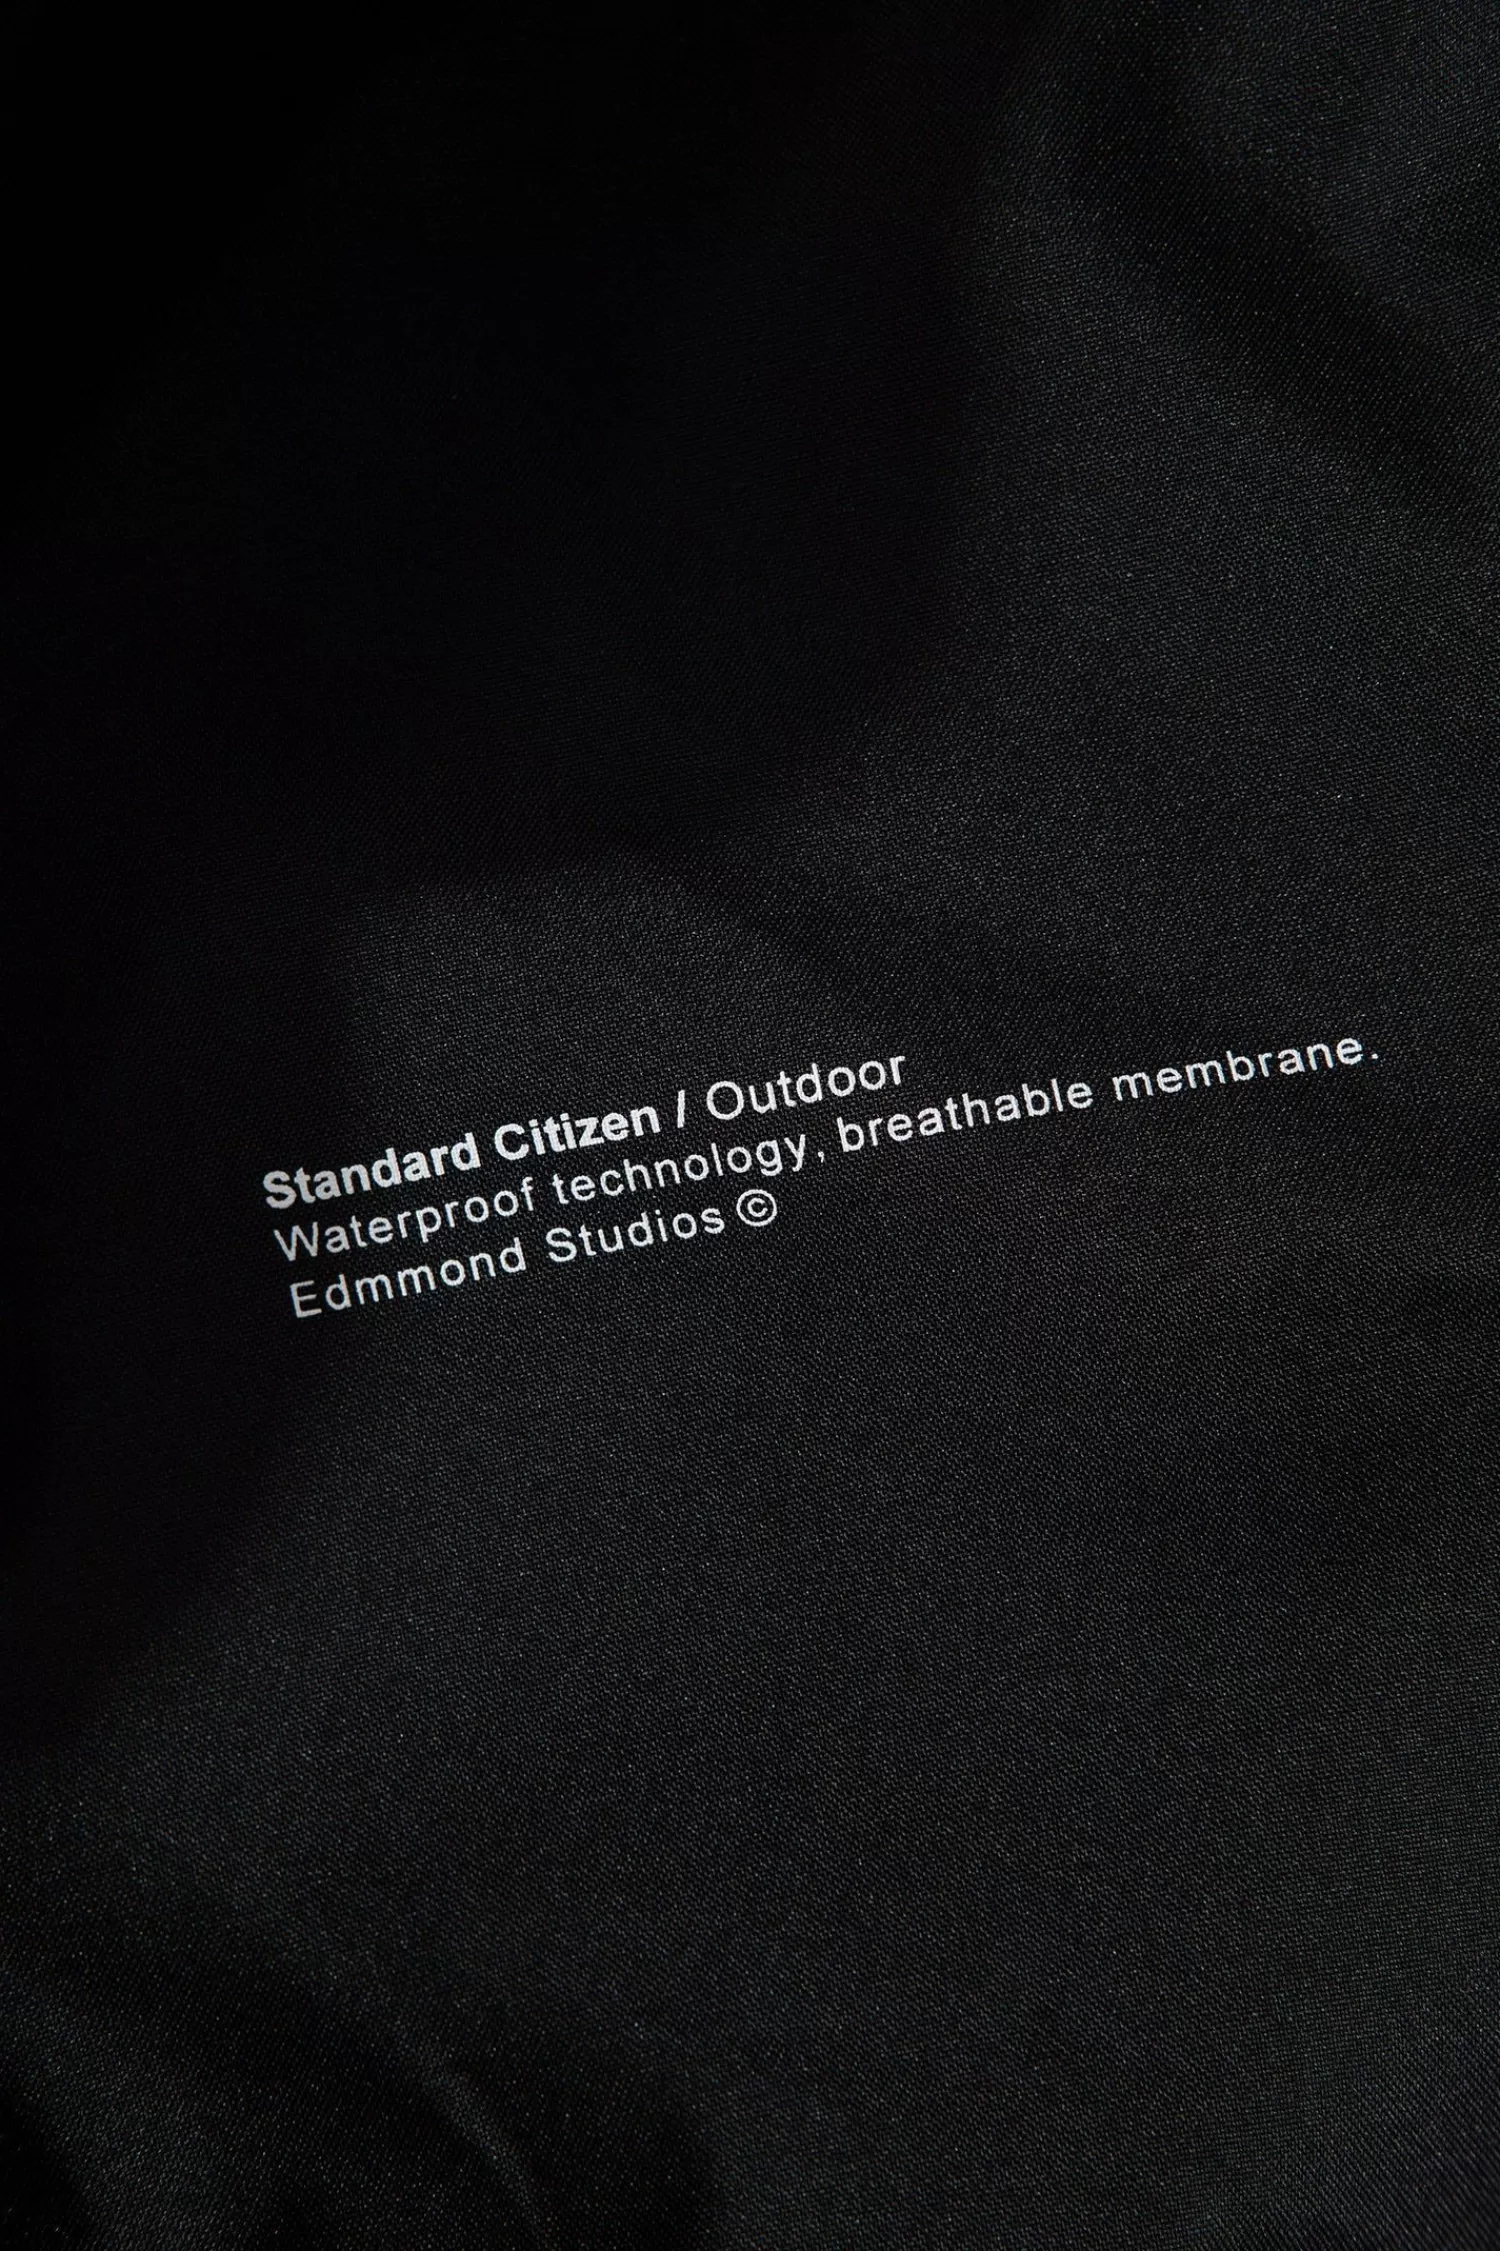 Standard Citizen / Outdoor
Waterproof technology, breathable membrane.
Edmmond Studios ©